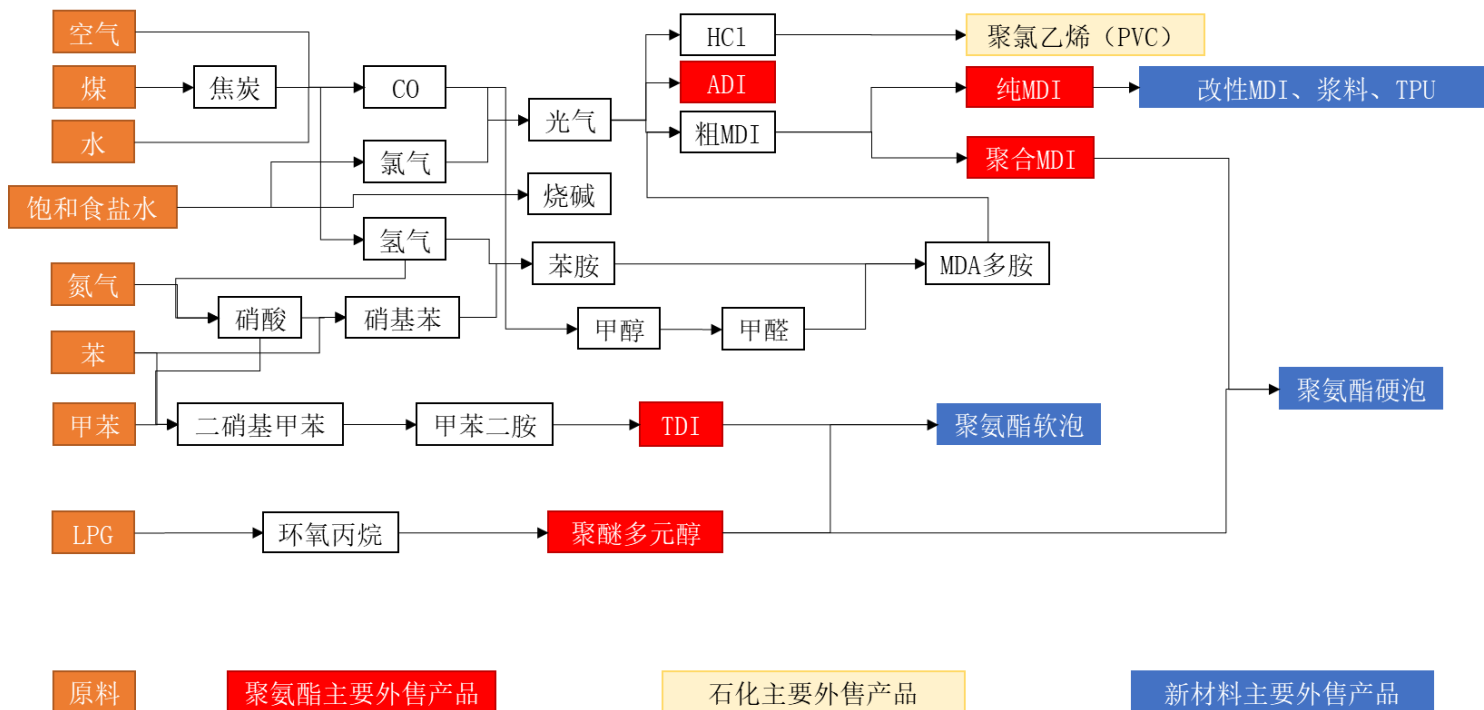 空气
HCl
聚氯乙烯（PVC）
煤
焦炭
CO
ADI
纯MDI
改性MDI、浆料、TPU
光气
水
粗MDI
氯气
聚合MDI
饱和食盐水
烧碱
氢气
苯胺
MDA多胺
氮气
硝酸
硝基苯
甲醇
甲醛
苯
聚氨酯硬泡
甲苯
二硝基甲苯
甲苯二胺
TDI
聚氨酯软泡
LPG
环氧丙烷
聚醚多元醇
原料
聚氨酯主要外售产品
石化主要外售产品
新材料主要外售产品